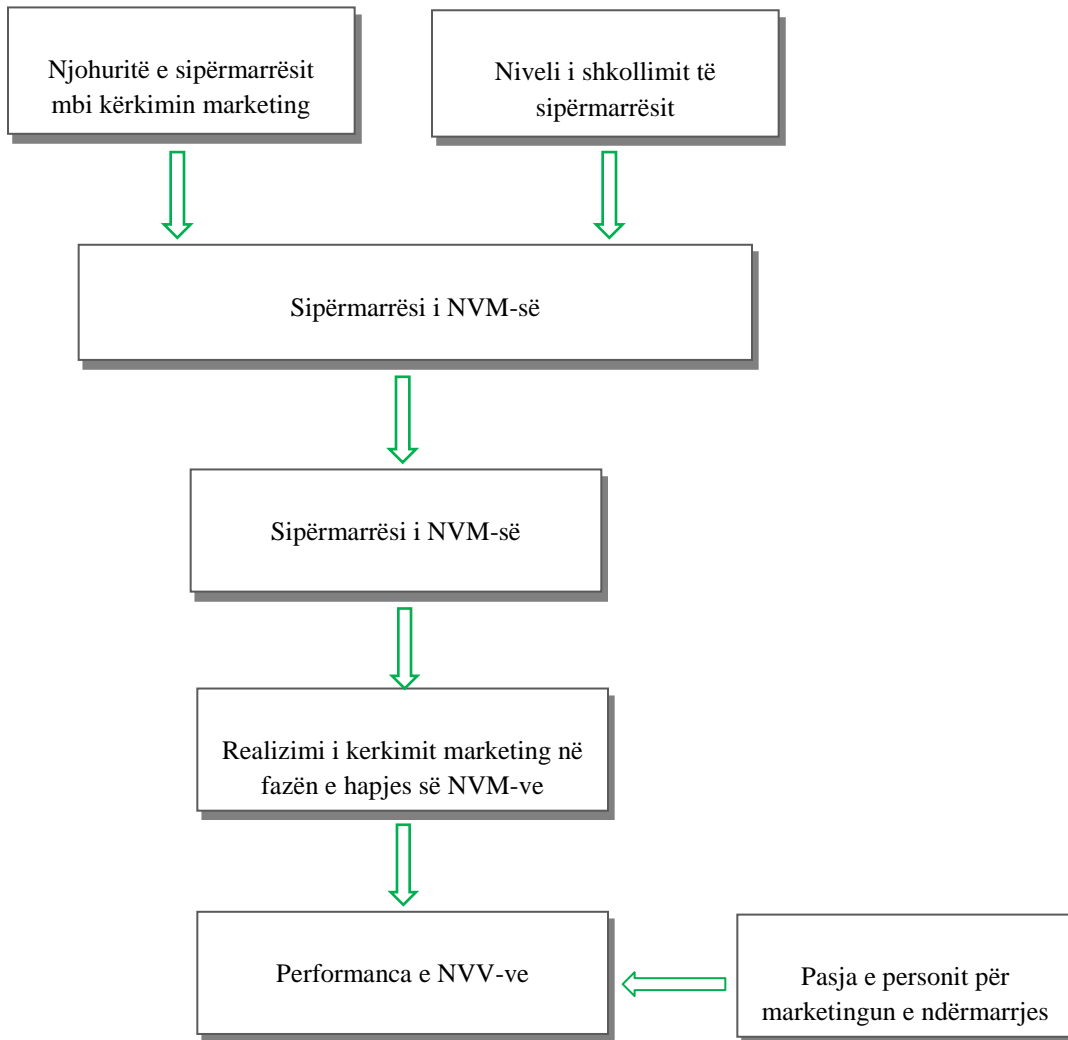 Njohuritë e sipërmarrësit
mbi kërkimin marketing
Niveli i shkollimit të
sipërmarrësit
Sipërmarrësi i NVM-së
Sipërmarrësi i NVM-së
Realizimi i kerkimit marketing në
fazën e hapjes së NVM-ve
Performanca e NVV-ve
Pasja e personit për
marketingun e ndërmarrjes